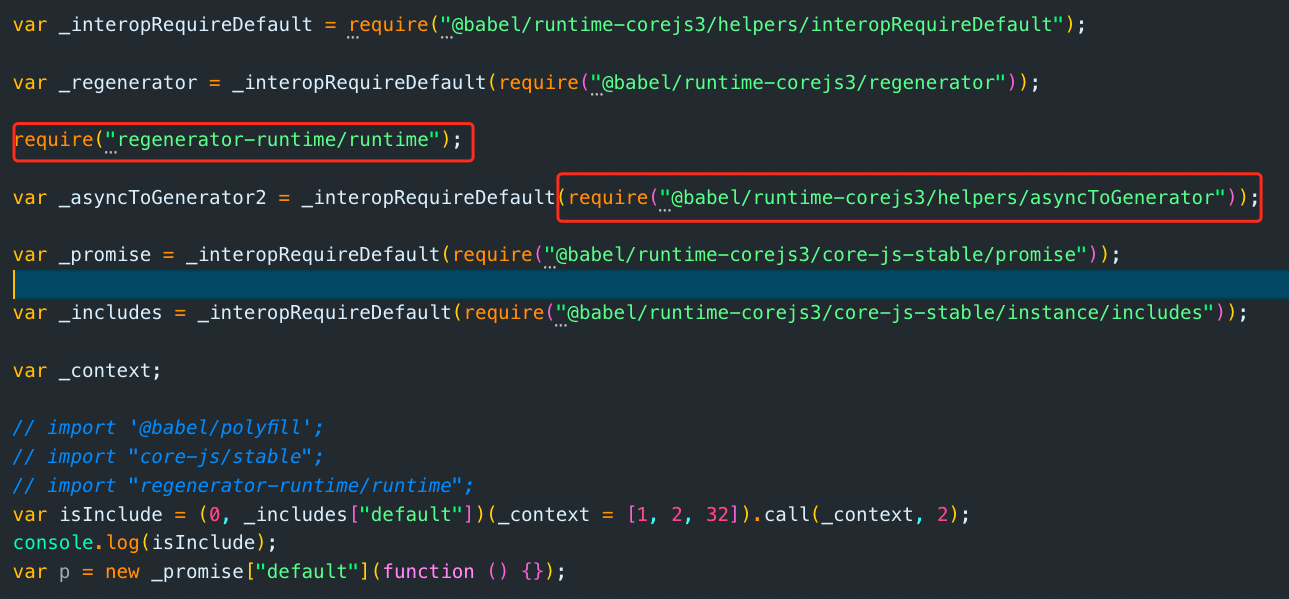 var _interopRequireDefault = require("@babel/runtime-corejs3/helpers/interopRequireDefault");
var _regenerator = _interopRequireDefault(require("@babel/runtime-corejs3/regenerator"));
require("regenerator-runtime/runtime");
var _asyncToGenerator2 = _interopRequireDefault(require("@babel/runtime-corejs3/helpers/asyncToGenerator"));
var _promise = _interopRequireDefault(require("@babel/runtime-corejs3/core-js-stable/promise"));
var _includes = _interopRequireDefault(require("@babel/runtime-corejs3/core-js-stable/instance/includes"));
var _context;
// import '@babel/polyfill';
// import "core-js/stable";
// import "regenerator-runtime/runtime";
var isInclude = (0, _includes["default"])(_context = [1, 2, 32]).call(_context, 2);
console.log(isInclude);
var p = new _promise["default"](function () {});